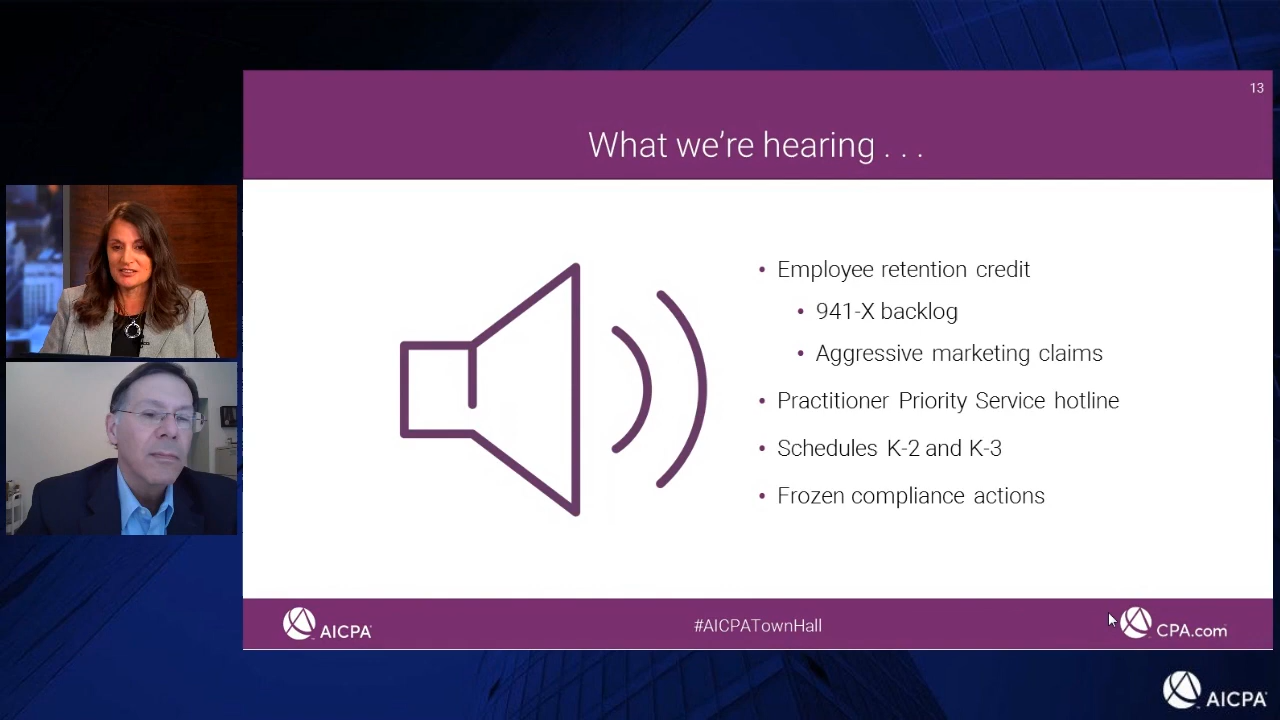 13
What we're hearing . . .
• Employee retention credit
• 941-X backlog
• Aggressive marketing claims
• Practitioner Priority Service hotline
• Schedules K-2 and K-3
• Frozen compliance actions
AICPA
#AICPATownHall
CPA.com
AICPA